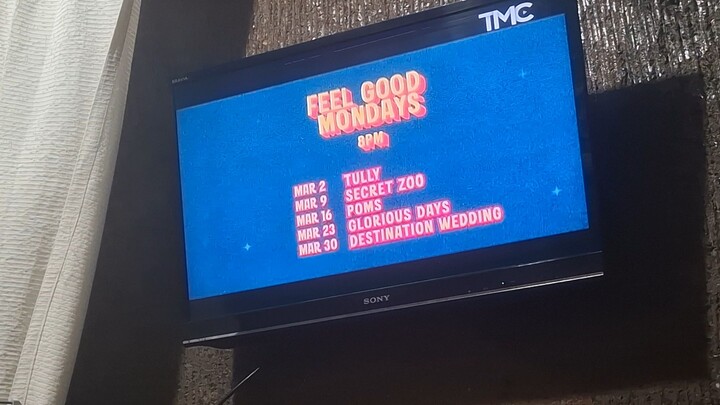 TMC
FEEL GOOD
MONDAYS
8PM
MAR 2 TULLY
MAR 9 SECRET ZOO
MAR 16 POMS
MAR 23 GLORIOUS DAYS
MAR 30 DESTINATION WEDDING
SONY